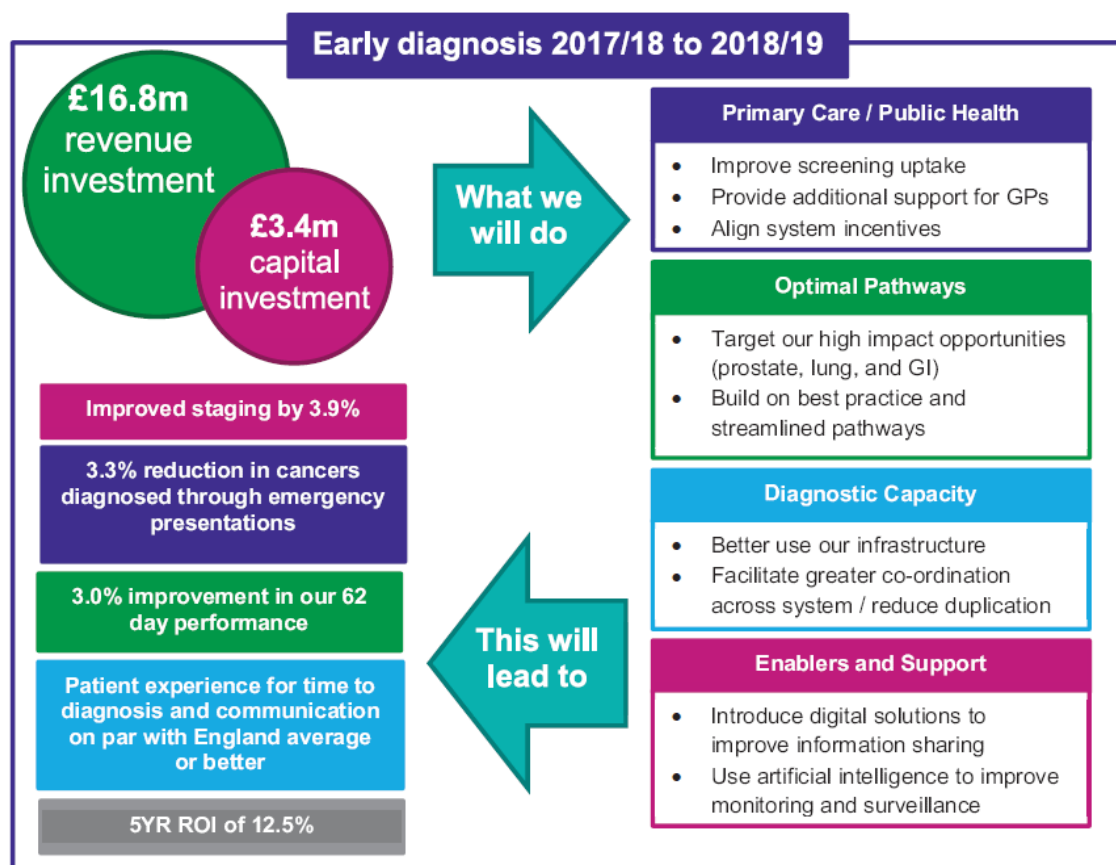 Early diagnosis 2017/18 to 2018/19
£16.8m
revenue
investment
£3.4m
capital
investment
What we
will do
Primary Care / Public Health
• Improve screening uptake
• Provide additional support for GPs
• Align system incentives
Optimal Pathways
• Target our high impact opportunities
(prostate, lung, and GI)
• Build on best practice and
streamlined pathways
Diagnostic Capacity
• Better use our infrastructure
• Facilitate greater co-ordination
across system / reduce duplication
Enablers and Support
• Introduce digital solutions to
improve information sharing
• Use artificial intelligence to improve
monitoring and surveillance
This will
lead to
Improved staging by 3.9%
3.3% reduction in cancers
diagnosed through emergency
presentations
3.0% improvement in our 62
day performance
Patient experience for time to
diagnosis and communication
on par with England average
or better
5YR ROI of 12.5%